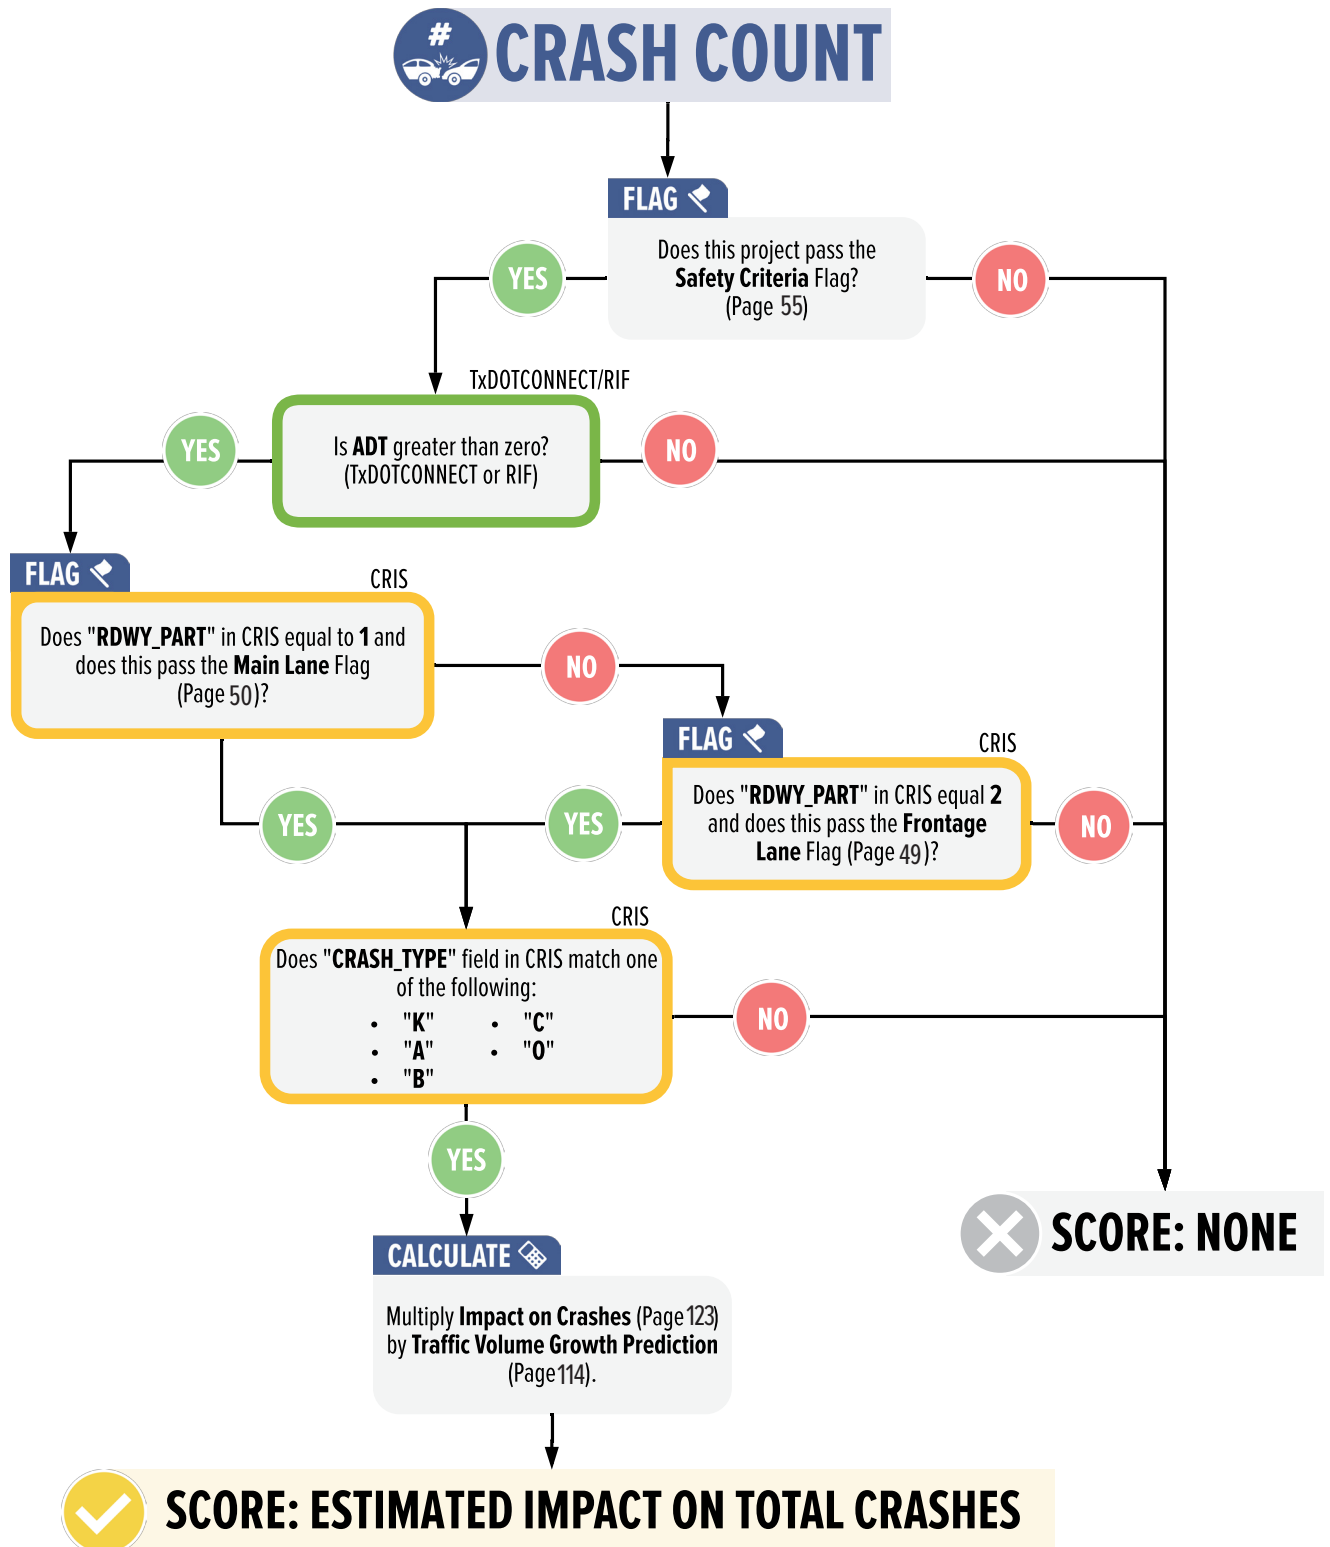 #
CRASH COUNT
FLAG
Does this project pass the
Safety Criteria Flag?
(Page 55)
YES
NO
TxDOTCONNECT/RIF
Is ADT greater than zero?
(TxDOTCONNECT or RIF)
YES
NO
FLAG
CRIS
Does "RDWY_PART" in CRIS equal to 1 and
does this pass the Main Lane Flag
(Page 50)?
NO
FLAG
CRIS
Does "RDWY_PART" in CRIS equal 2
and does this pass the Frontage
Lane Flag (Page 49)?
YES
YES
NO
CRIS
Does "CRASH_TYPE" field in CRIS match one
of the following:
• "K"
• "A"
• "B"
• "C"
• "O"
NO
YES
CALCULATE
Multiply Impact on Crashes (Page 123)
by Traffic Volume Growth Prediction
(Page 114).
SCORE: NONE
SCORE: ESTIMATED IMPACT ON TOTAL CRASHES